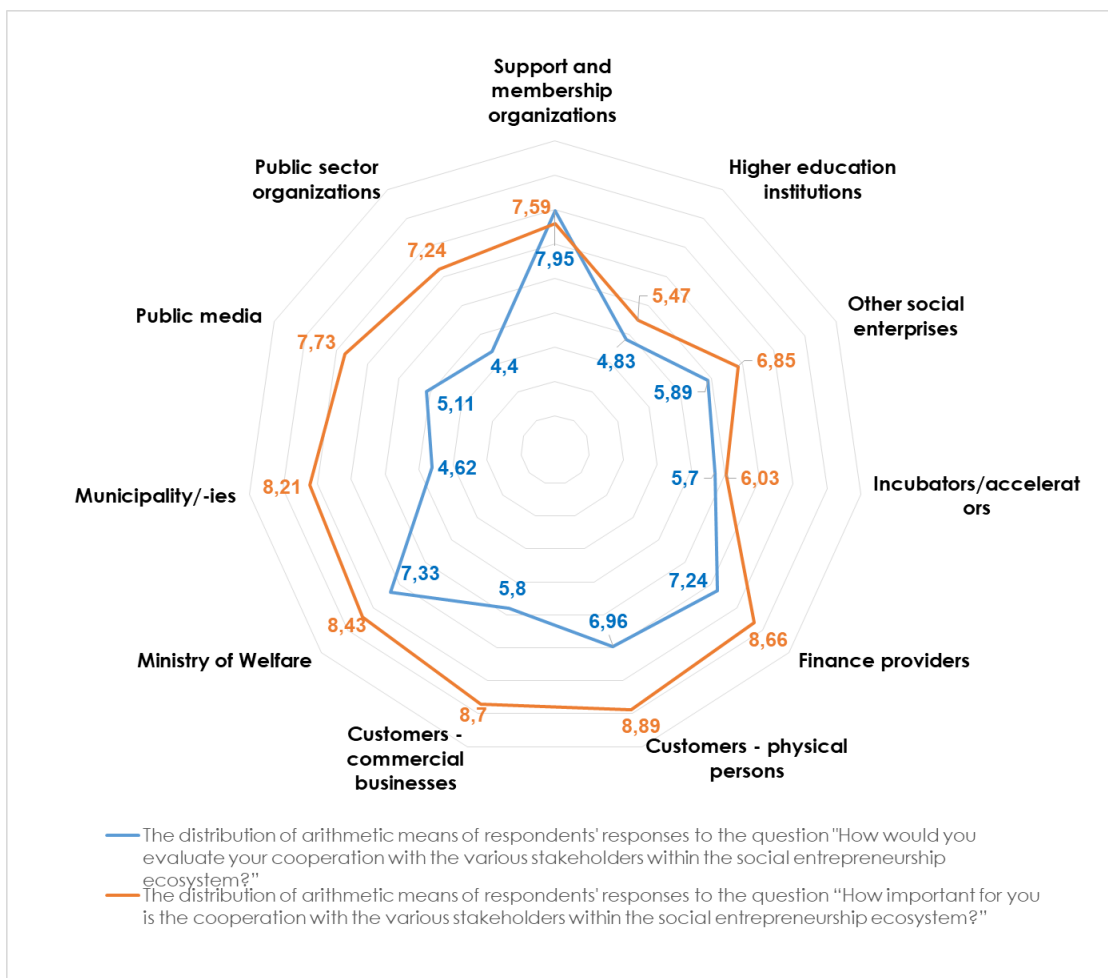 Support and
membership
organizations
Public sector
organizations
Higher education
institutions
7,59
7,95
7,24
5,47
Public media
Other social
enterprises
7,73
4,4
4,83
6,85
5,11
5,89
Municipality/-ies
8,21
4,62
5,7
6,03
Incubators/accelerat
ors
7,33
5,8
7,24
6,96
8,43
8,66
Ministry of Welfare
Finance providers
8,7
8,89
Customers -
commercial
businesses
Customers - physical
persons
The distribution of arithmetic means of respondents' responses to the question "How would you
evaluate your cooperation with the various stakeholders within the social entrepreneurship
ecosystem?”
The distribution of arithmetic means of respondents' responses to the question “How important for you
is the cooperation with the various stakeholders within the social entrepreneurship ecosystem?”